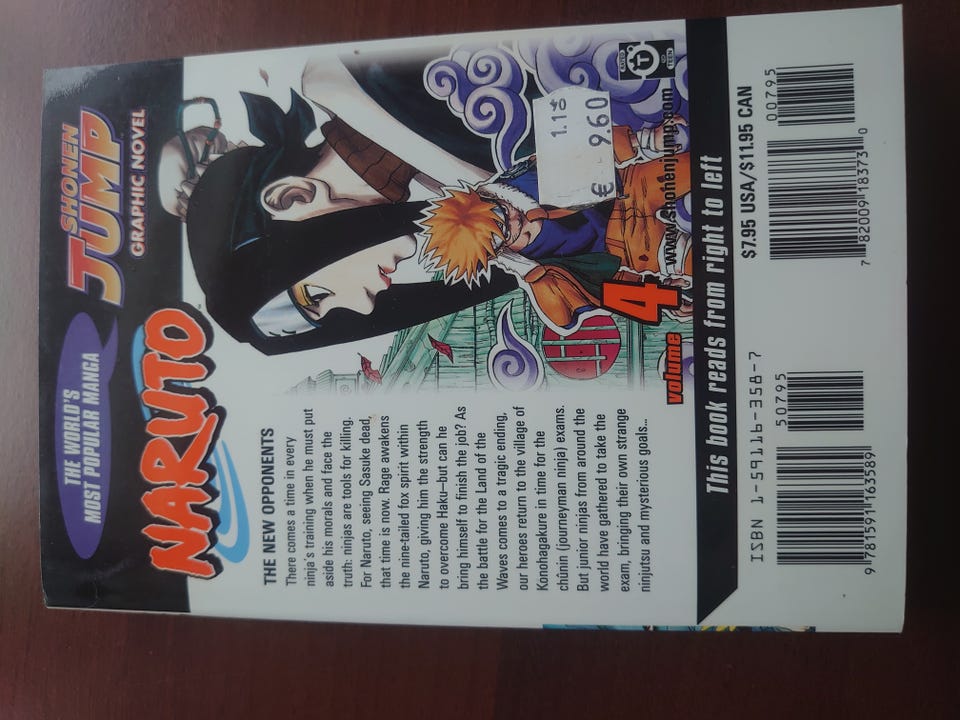 THE WORLD'S
MOST POPULAR MANGA
SHONEN
JUMP
GRAPHIC NOVEL
NARUTO
THE NEW OPPONENTS
There comes a time in every
ninja's training when he must put
aside his morals and face the
truth: ninjas are tools for killing.
For Naruto, seeing Sasuke dead,
that time is now. Rage awakens
the nine-tailed fox spirit within
Naruto, giving him the strength
to overcome Haku–but can he
bring himself to finish the job? As
the battle for the Land of the
Waves comes to a tragic ending,
our heroes return to the village of
Konohagakure in time for the
chûnin (journeyman ninja) exams.
But junior ninjas from around the
world have gathered to take the
exam, bringing their own strange
ninjutsu and mysterious goals...
1.18
€ 9.60
RATED
T
TEEN
volume 4
www.shonenjump.com
This book reads from right to left
$7.95 USA/$11.95 CAN
ISBN 1-59116-358-7
50795
9 781591 163589
00795
7 82009 18373 0